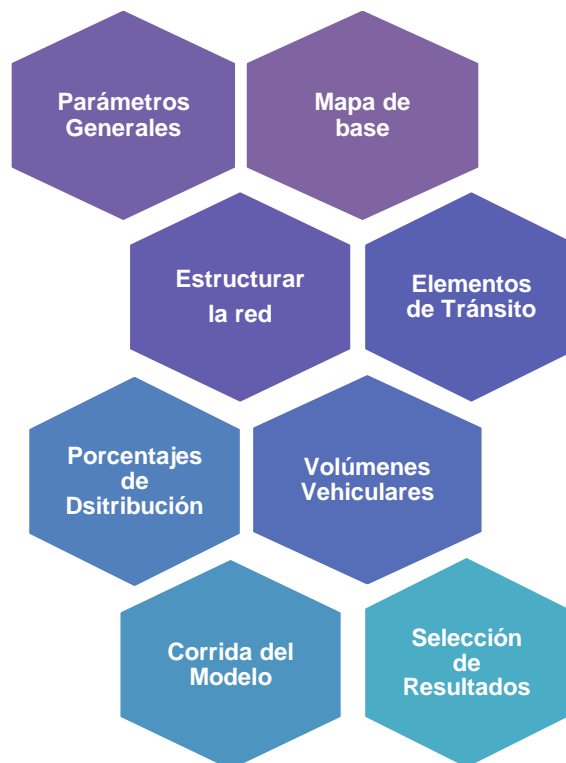 Parámetros
Generales
Mapa de
base
Estructurar
la red
Elementos
de Tránsito
Porcentajes
de
Dsitribución
Volúmenes
Vehiculares
Corrida del
Modelo
Selección
de
Resultados